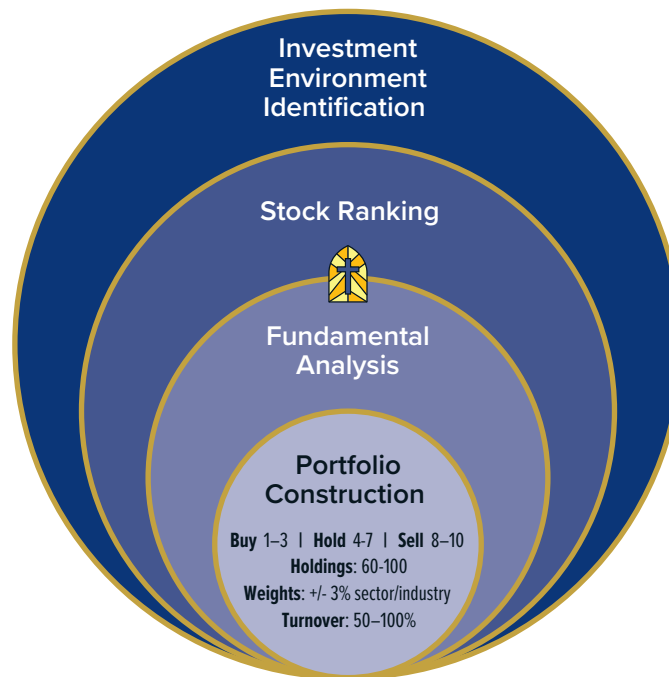 Investment
Environment
Identification
Stock Ranking
Fundamental
Analysis
Portfolio
Construction
Buy 1–3 | Hold 4-7 | Sell 8–10
Holdings: 60-100
Weights: +/- 3% sector/industry
Turnover: 50–100%